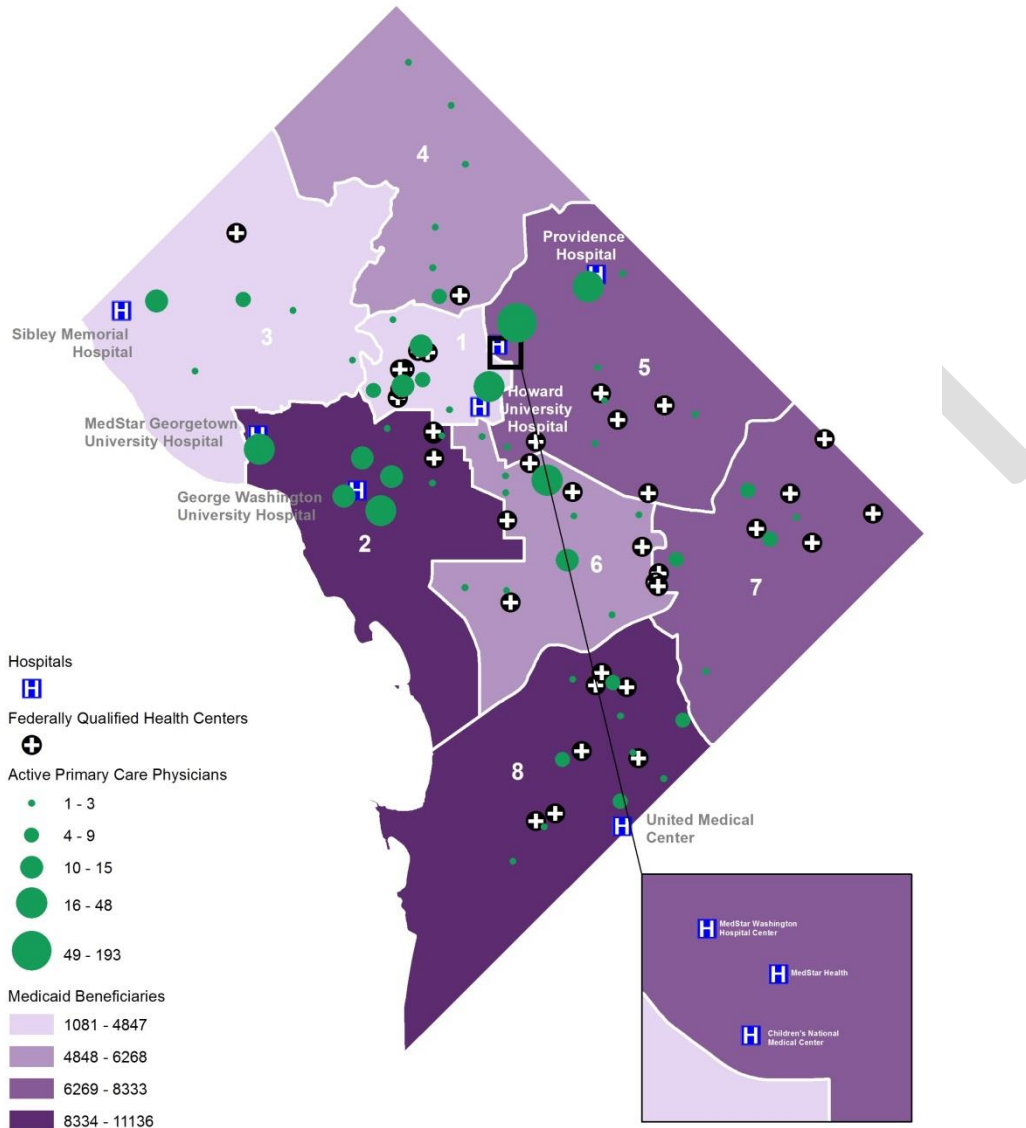 4
Providence
Hospital
H
H
Sibley Memorial
Hospital
3
1
H
5
Howard
University
Hospital
H
MedStar Georgetown
University Hospital
H
George Washington
University Hospital
H
2
6
7
8
H
United Medical
Center
Hospitals
H
Federally Qualified Health Centers
Active Primary Care Physicians
1 - 3
4 - 9
10 - 15
16 - 48
49 - 193
Medicaid Beneficiaries
1081 - 4847
4848 - 6268
6269 - 8333
8334 - 11136
H
MedStar Washington
Hospital Center
H
MedStar Health
H
Children's National
Medical Center